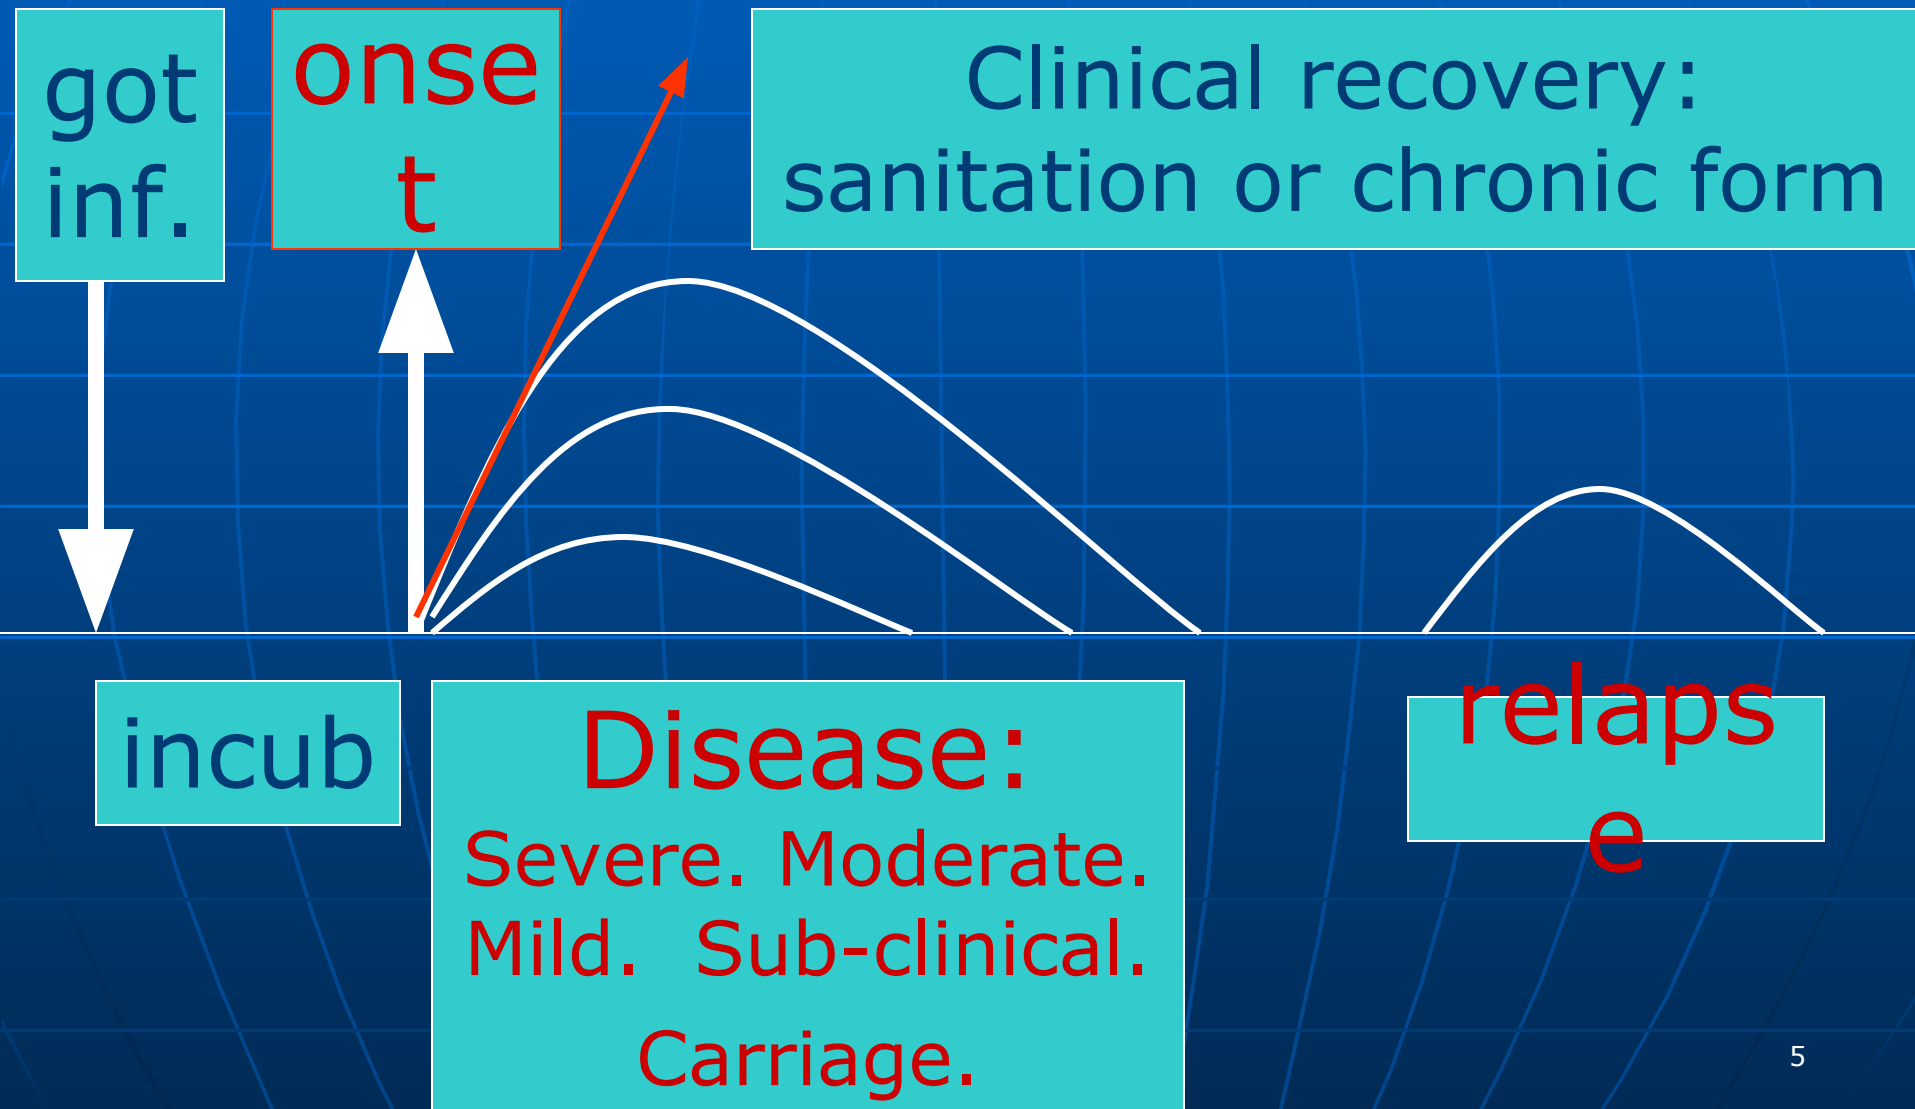 got
inf.
onse
t
Clinical recovery:
sanitation or chronic form
incub
Disease:
Severe. Moderate.
Mild. Sub-clinical.
Carriage.
relaps
e
5